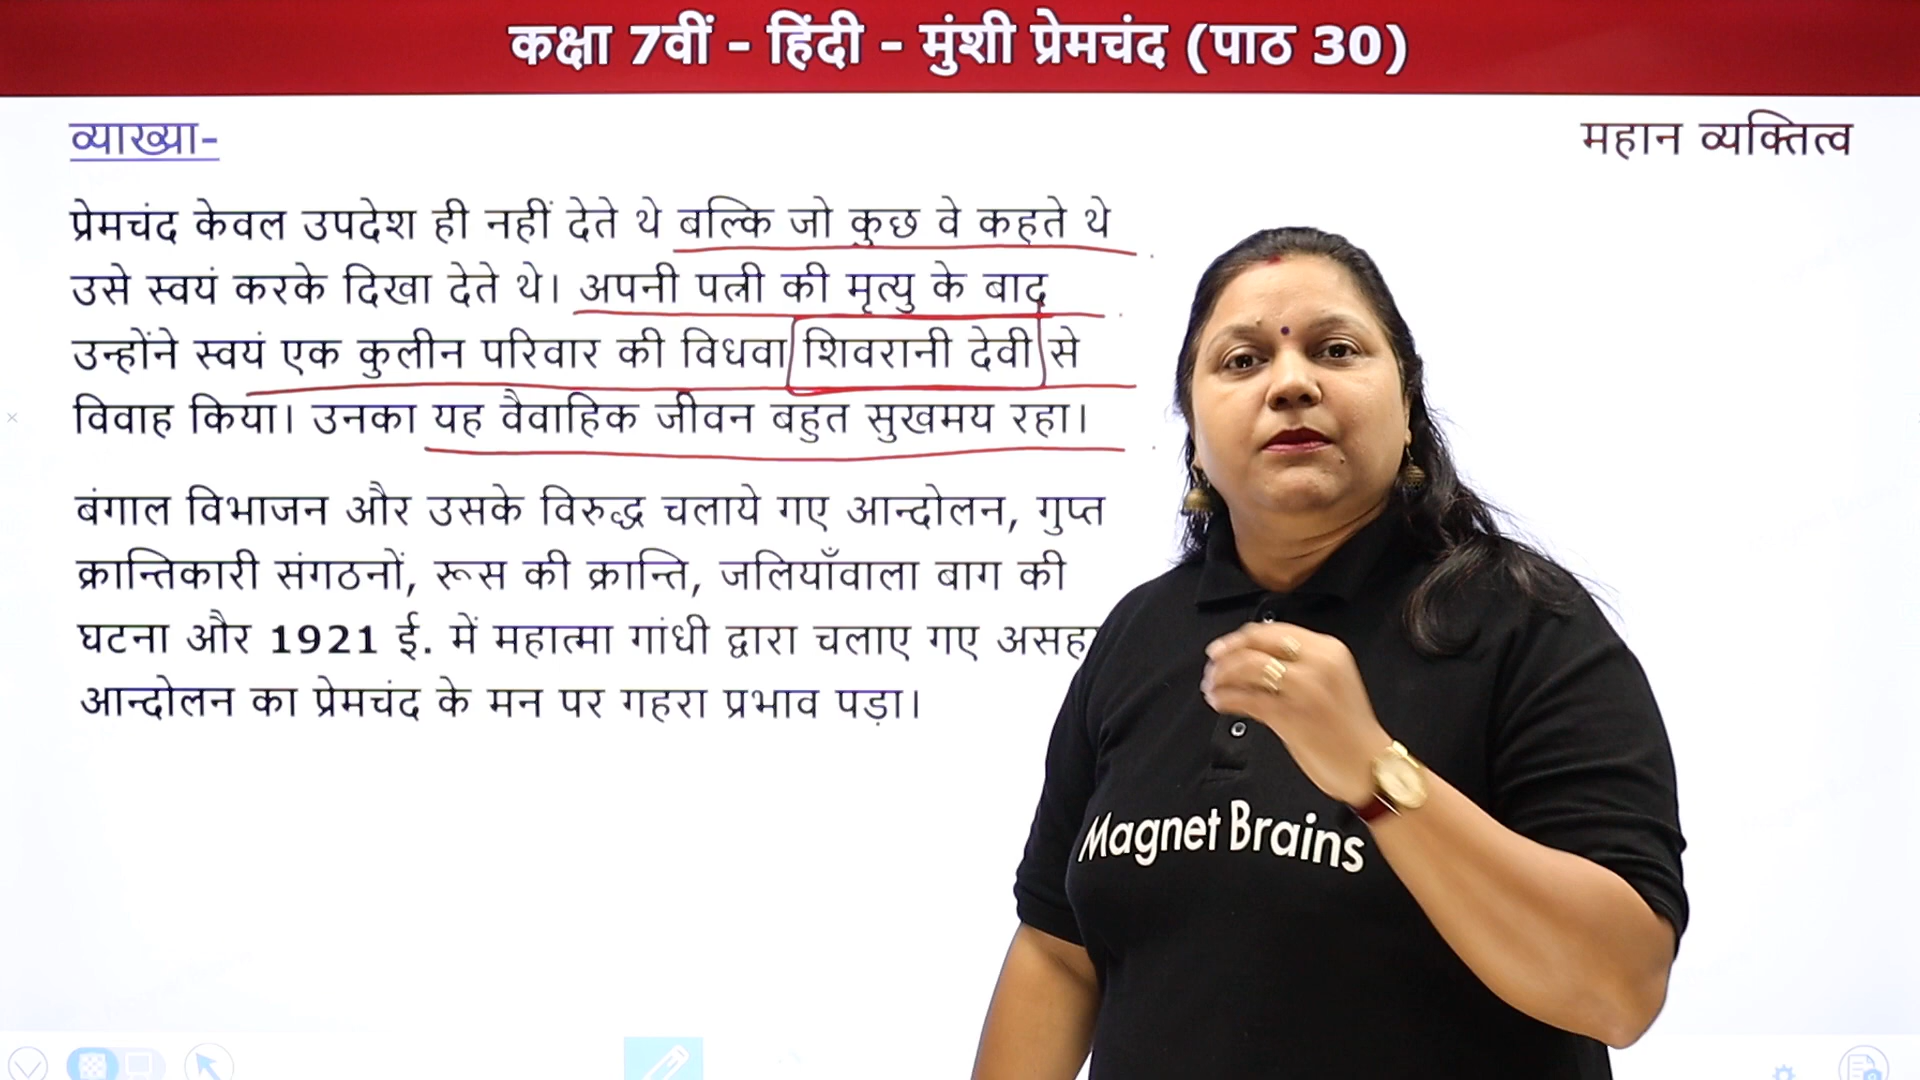 कक्षा 7वीं - हिंदी - मुंशी प्रेमचंद (पाठ 30)
व्याख्या-
महान व्यक्तित्व
प्रेमचंद केवल उपदेश ही नहीं देते थे बल्कि जो कुछ वे कहते थे
उसे स्वयं करके दिखा देते थे। अपनी पत्नी की मृत्यु के बाद
उन्होंने स्वयं एक कुलीन परिवार की विधवा शिवरानी देवी से
विवाह किया। उनका यह वैवाहिक जीवन बहुत सुखमय रहा।
बंगाल विभाजन और उसके विरुद्ध चलाये गए आन्दोलन, गुप्त
क्रान्तिकारी संगठनों, रूस की क्रान्ति, जलियाँवाला बाग की
घटना और 1921 ई. में महात्मा गांधी द्वारा चलाए गए
आन्दोलन का प्रेमचंद के मन पर गहरा प्रभाव पड़ा।
Magnet Brains